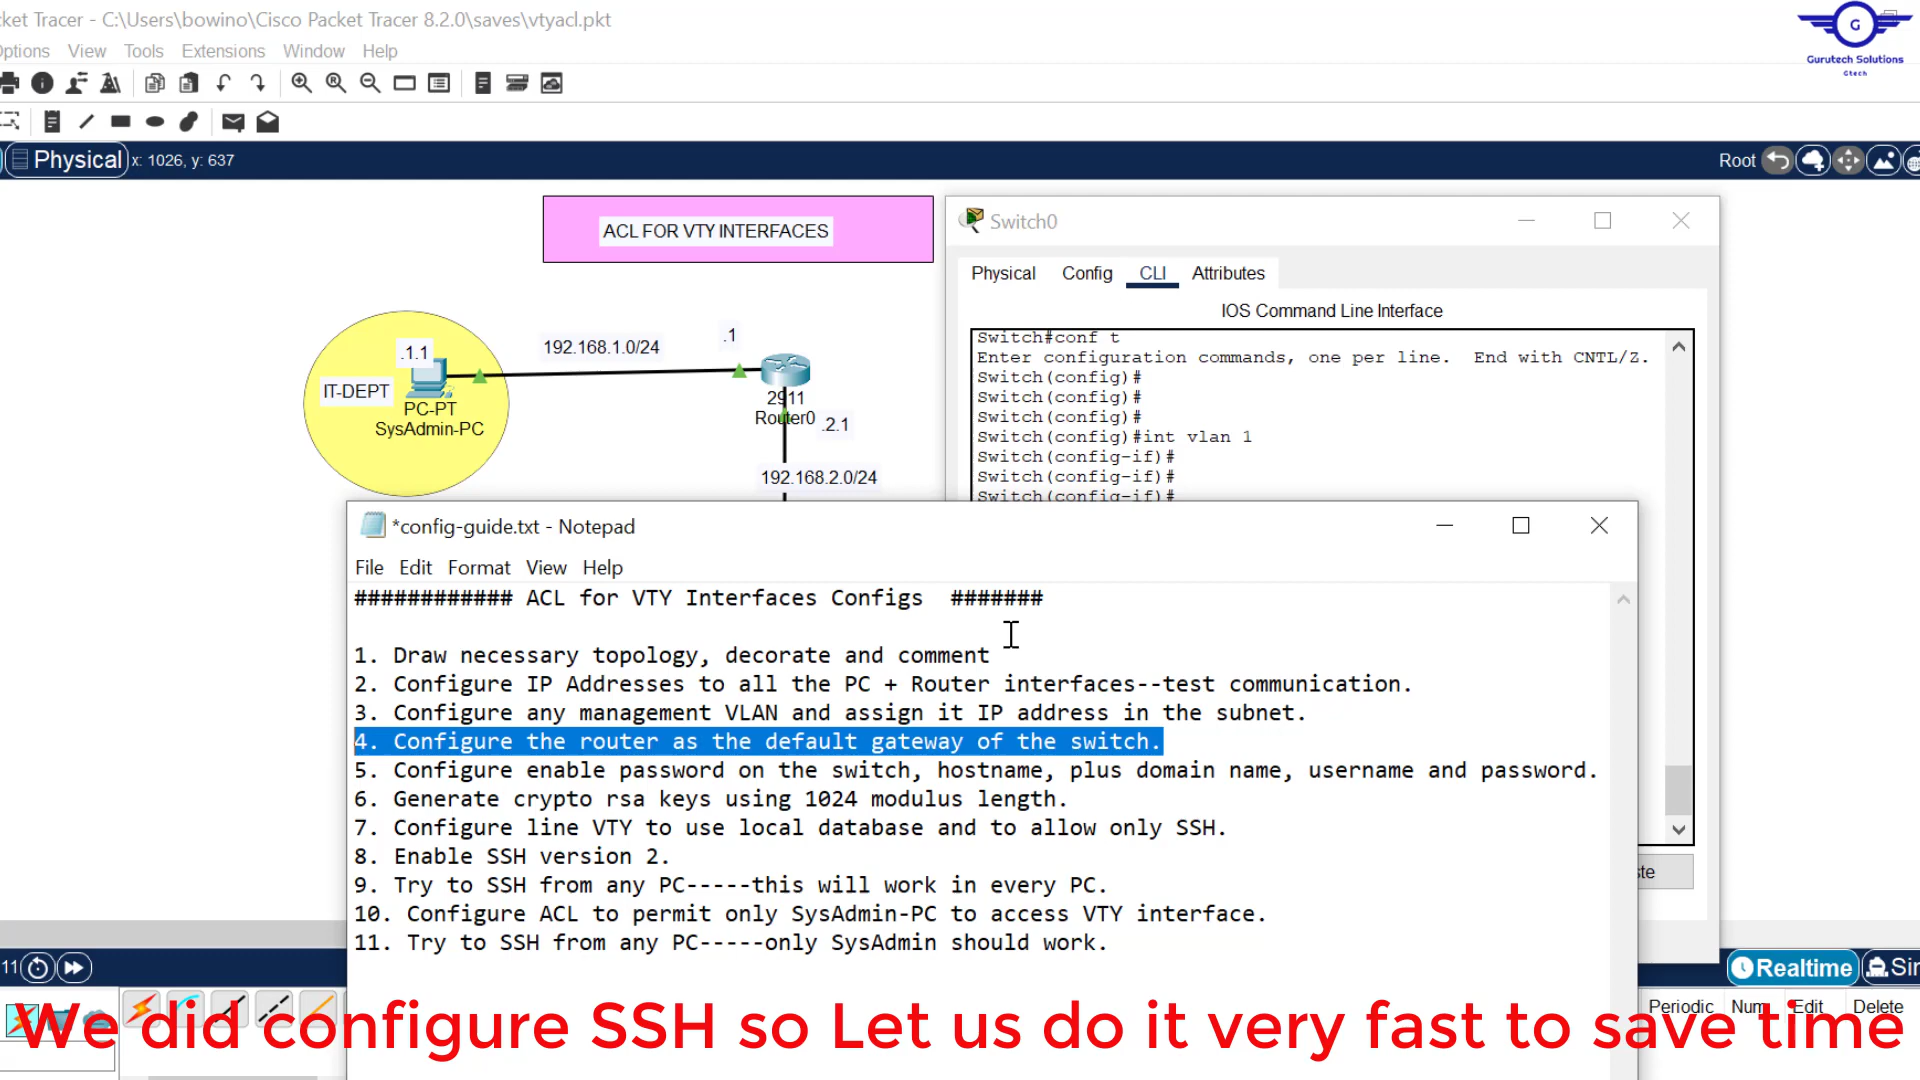 cket Tracer - C:\Users\bowino\Cisco Packet Tracer 8.2.0\saves\vtyacl.pkt
Options View Tools Extensions Window Help
G
Gurutech Solutions
Gtech
Physical x: 1026, y: 637
Root
ACL FOR VTY INTERFACES
.1.1
192.168.1.0/24
.1
IT-DEPT
PC-PT
SysAdmin-PC
2911
Router0
.2.1
192.168.2.0/24
Switch0
Physical Config CLI Attributes
IOS Command Line Interface
Switch#conf t
Enter configuration commands, one per line.  End with CNTL/Z.
Switch(config)#
Switch(config)#
Switch(config)#
Switch(config)#int vlan 1
Switch(config-if)#
Switch(config-if)#
Switch(config-if)#
*config-guide.txt - Notepad
File Edit Format View Help
############ ACL for VTY Interfaces Configs  #######
1. Draw necessary topology, decorate and comment
2. Configure IP Addresses to all the PC + Router interfaces--test communication.
3. Configure any management VLAN and assign it IP address in the subnet.
4. Configure the router as the default gateway of the switch.
5. Configure enable password on the switch, hostname, plus domain name, username and password.
6. Generate crypto rsa keys using 1024 modulus length.
7. Configure line VTY to use local database and to allow only SSH.
8. Enable SSH version 2.
9. Try to SSH from any PC-----this will work in every PC.
10. Configure ACL to permit only SysAdmin-PC to access VTY interface.
11. Try to SSH from any PC-----only SysAdmin should work.
ste
11
Realtime
Sin
Periodic Num Edit Delete
We did configure SSH so Let us do it very fast to save time